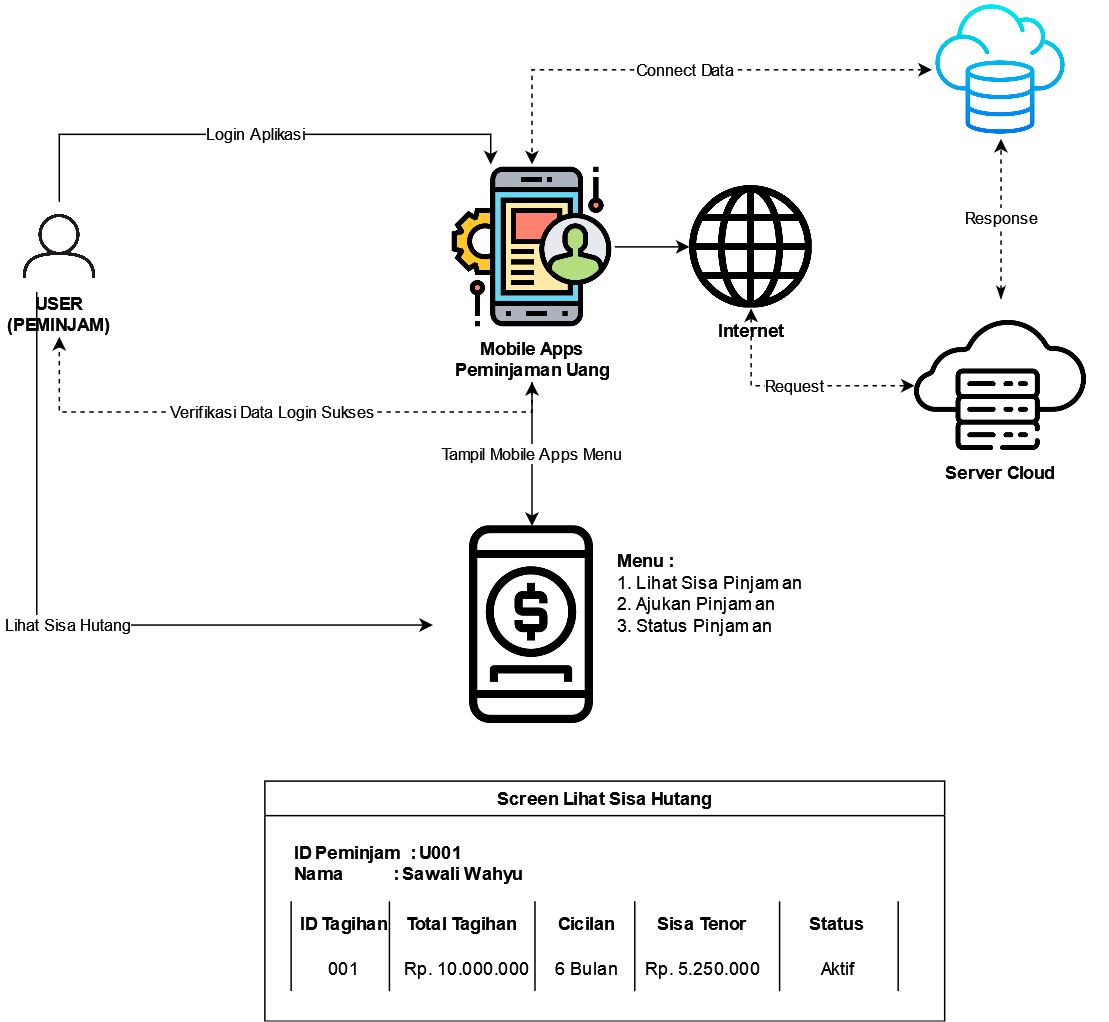 Connect Data
Login Aplikasi
Response
USER
(PEMINJAM)
Internet
Mobile Apps
Peminjaman Uang
Request
Verifikasi Data Login Sukses
Tampil Mobile Apps Menu
Server Cloud
Menu :
1. Lihat Sisa Pinjaman
2. Ajukan Pinjaman
3. Status Pinjaman
Lihat Sisa Hutang
$
Screen Lihat Sisa Hutang
ID Peminjam : U001
Nama : Sawali Wahyu
ID Tagihan Total Tagihan Cicilan Sisa Tenor Status
001 Rp. 10.000.000 6 Bulan Rp. 5.250.000 Aktif